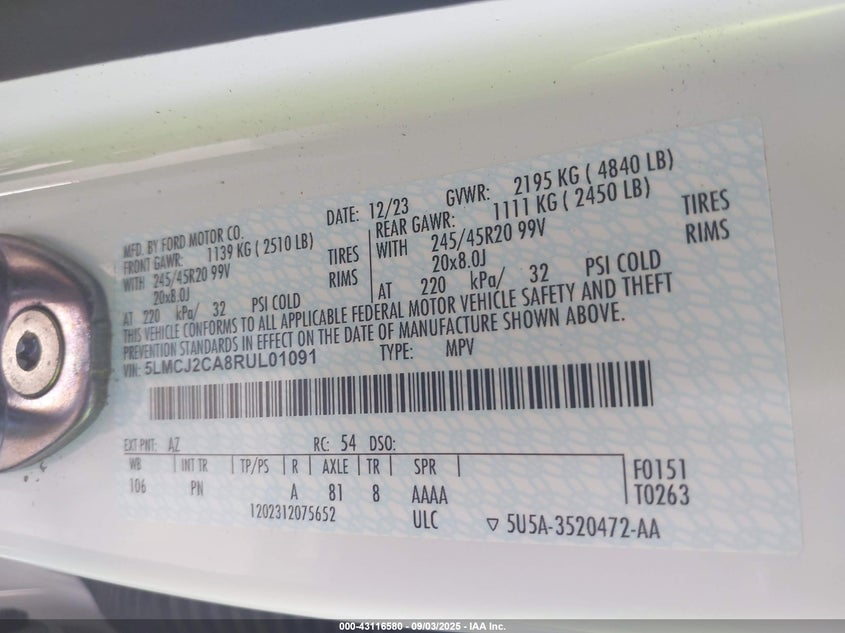 MFD. BY FORD MOTOR CO.
DATE: 12/23 GVWR: 2195 KG ( 4840 LB)
FRONT GAWR: 1139 KG ( 2510 LB)
WITH 245/45R20 99V TIRES
20x8.0J RIMS
AT 220 kPa/ 32 PSI COLD
REAR GAWR: 1111 KG ( 2450 LB)
WITH 245/45R20 99V TIRES
20x8.0J RIMS
AT 220 kPa/ 32 PSI COLD
THIS VEHICLE CONFORMS TO ALL APPLICABLE FEDERAL MOTOR VEHICLE SAFETY AND THEFT
PREVENTION STANDARDS IN EFFECT ON THE DATE OF MANUFACTURE SHOWN ABOVE.
VIN: 5LMCJ2CA8RUL01091 TYPE: MPV
EXT PNT: AZ RC: 54 DSO:
WB INT TR TP/PS R AXLE TR SPR
106 PN A 81 8 AAAA
F0151
T0263
1202312075652 ULC ▽ 5U5A-3520472-AA
000-43116580 - 09/03/2025 - IAA Inc.